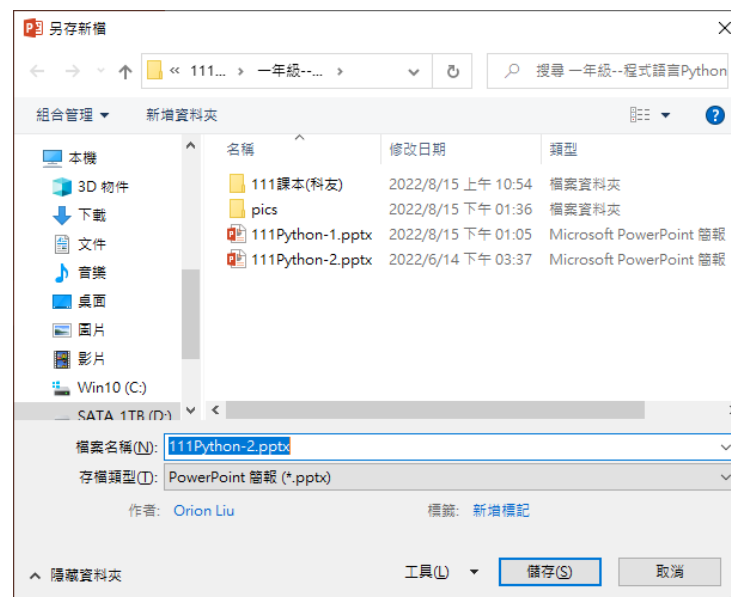 另存新檔
« 111... › 一年級--... ›
搜尋 一年級--程式語言Python
組合管理 新增資料夾
名稱 修改日期 類型
本機
3D 物件
下載
文件
音樂
桌面
圖片
影片
Win10 (C:)
SATA_1TB (D:)
111課本(科友) 2022/8/15 上午 10:54 檔案資料夾
pics 2022/8/15 下午 01:36 檔案資料夾
111Python-1.pptx 2022/8/15 下午 01:05 Microsoft PowerPoint 簡報
111Python-2.pptx 2022/6/14 下午 03:37 Microsoft PowerPoint 簡報
檔案名稱(N): 111Python-2.pptx
存檔類型(T): PowerPoint 簡報 (*.pptx)
作者: Orion Liu 標籤: 新增標記
隱藏資料夾 工具(L) 儲存(S) 取消